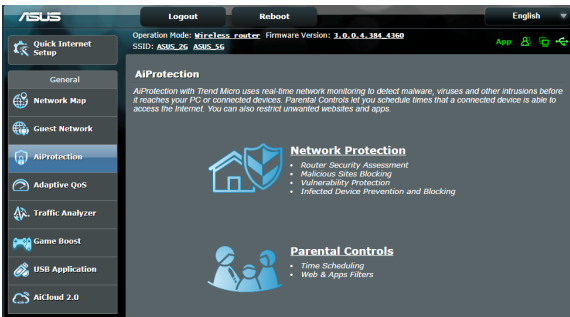 ASUS
Logout
Reboot
English
Quick Internet
Setup
Operation Mode: Wireless router Firmware Version: 3.0.0.4.384_4360
SSID: ASUS_2G ASUS_5G
App
General
Network Map
Guest Network
AiProtection
Adaptive QoS
Traffic Analyzer
Game Boost
USB Application
AiCloud 2.0
AiProtection
AiProtection with Trend Micro uses real-time network monitoring to detect malware, viruses and other intrusions before
it reaches your PC or connected devices. Parental Controls let you schedule times that a connected device is able to
access the Internet. You can also restrict unwanted websites and apps.
Network Protection
• Router Security Assessment
• Malicious Sites Blocking
• Vulnerability Protection
• Infected Device Prevention and Blocking
Parental Controls
• Time Scheduling
• Web & Apps Filters